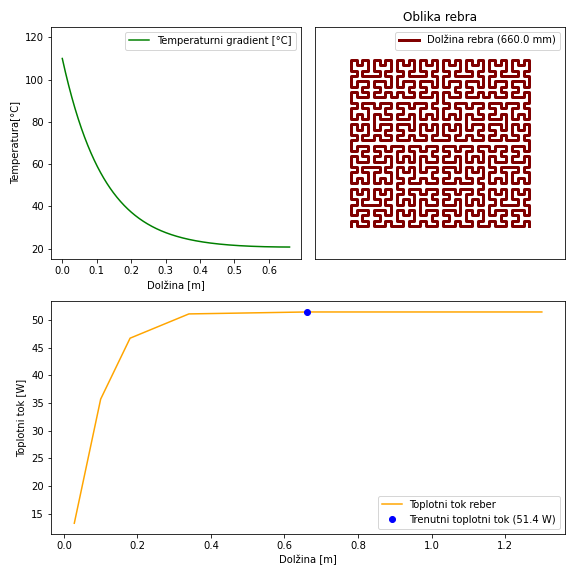 Temperaturni gradient [°C]
120
100
80
60
40
20
Temperatura[°C]
0.0 0.1 0.2 0.3 0.4 0.5 0.6
Dolžina [m]
Oblika rebra
Dolžina rebra (660.0 mm)
50
45
40
35
30
25
20
15
Toplotni tok [W]
Toplotni tok reber
Trenutni toplotni tok (51.4 W)
0.0 0.2 0.4 0.6 0.8 1.0 1.2
Dolžina [m]